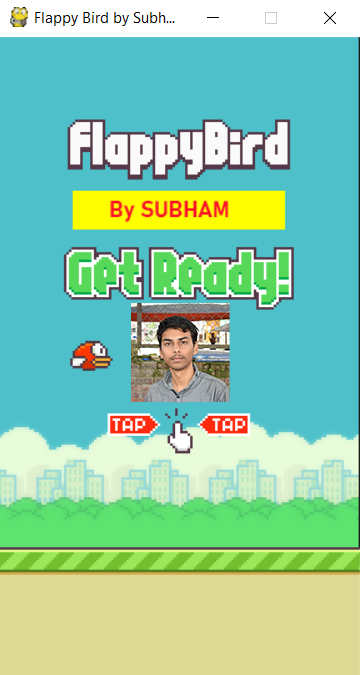 Flappy Bird by Subh...
FlappyBird
By SUBHAM
Get Ready!
TAP TAP